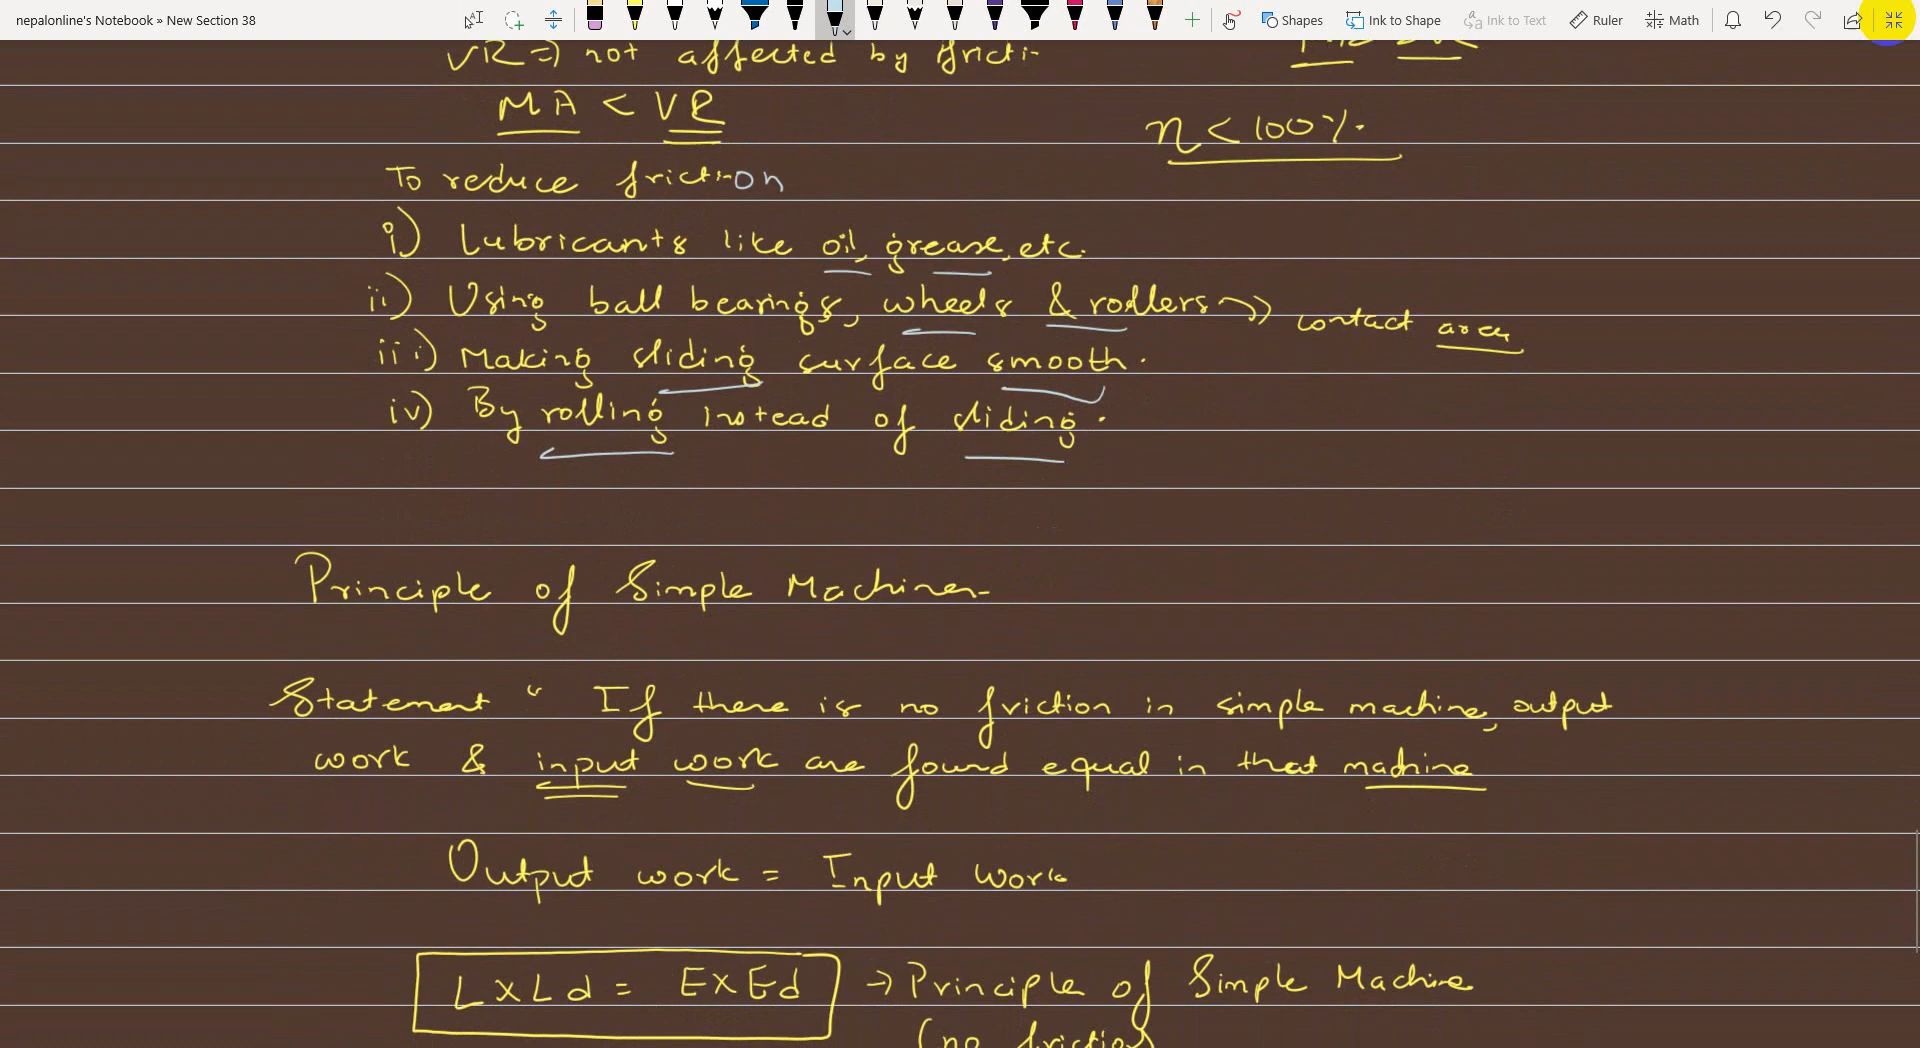 nepalonline's Notebook » New Section 38
Shapes Ink to Shape Ink to Text Ruler Math
VR => not affected by fricti-
MA < VR
η < 100%.
To reduce friction
i) Lubricants like oil, grease, etc.
ii) Using ball bearings, wheels & rollers → contact area
iii) Making sliding surface smooth.
iv) By rolling instead of sliding.
Principle of Simple Machines-
Statement " If there is no friction in simple machine, output
work & input work are found equal in that machine
Output work = Input work
L×Ld = E×Ed → Principle of Simple Machine
(no friction)